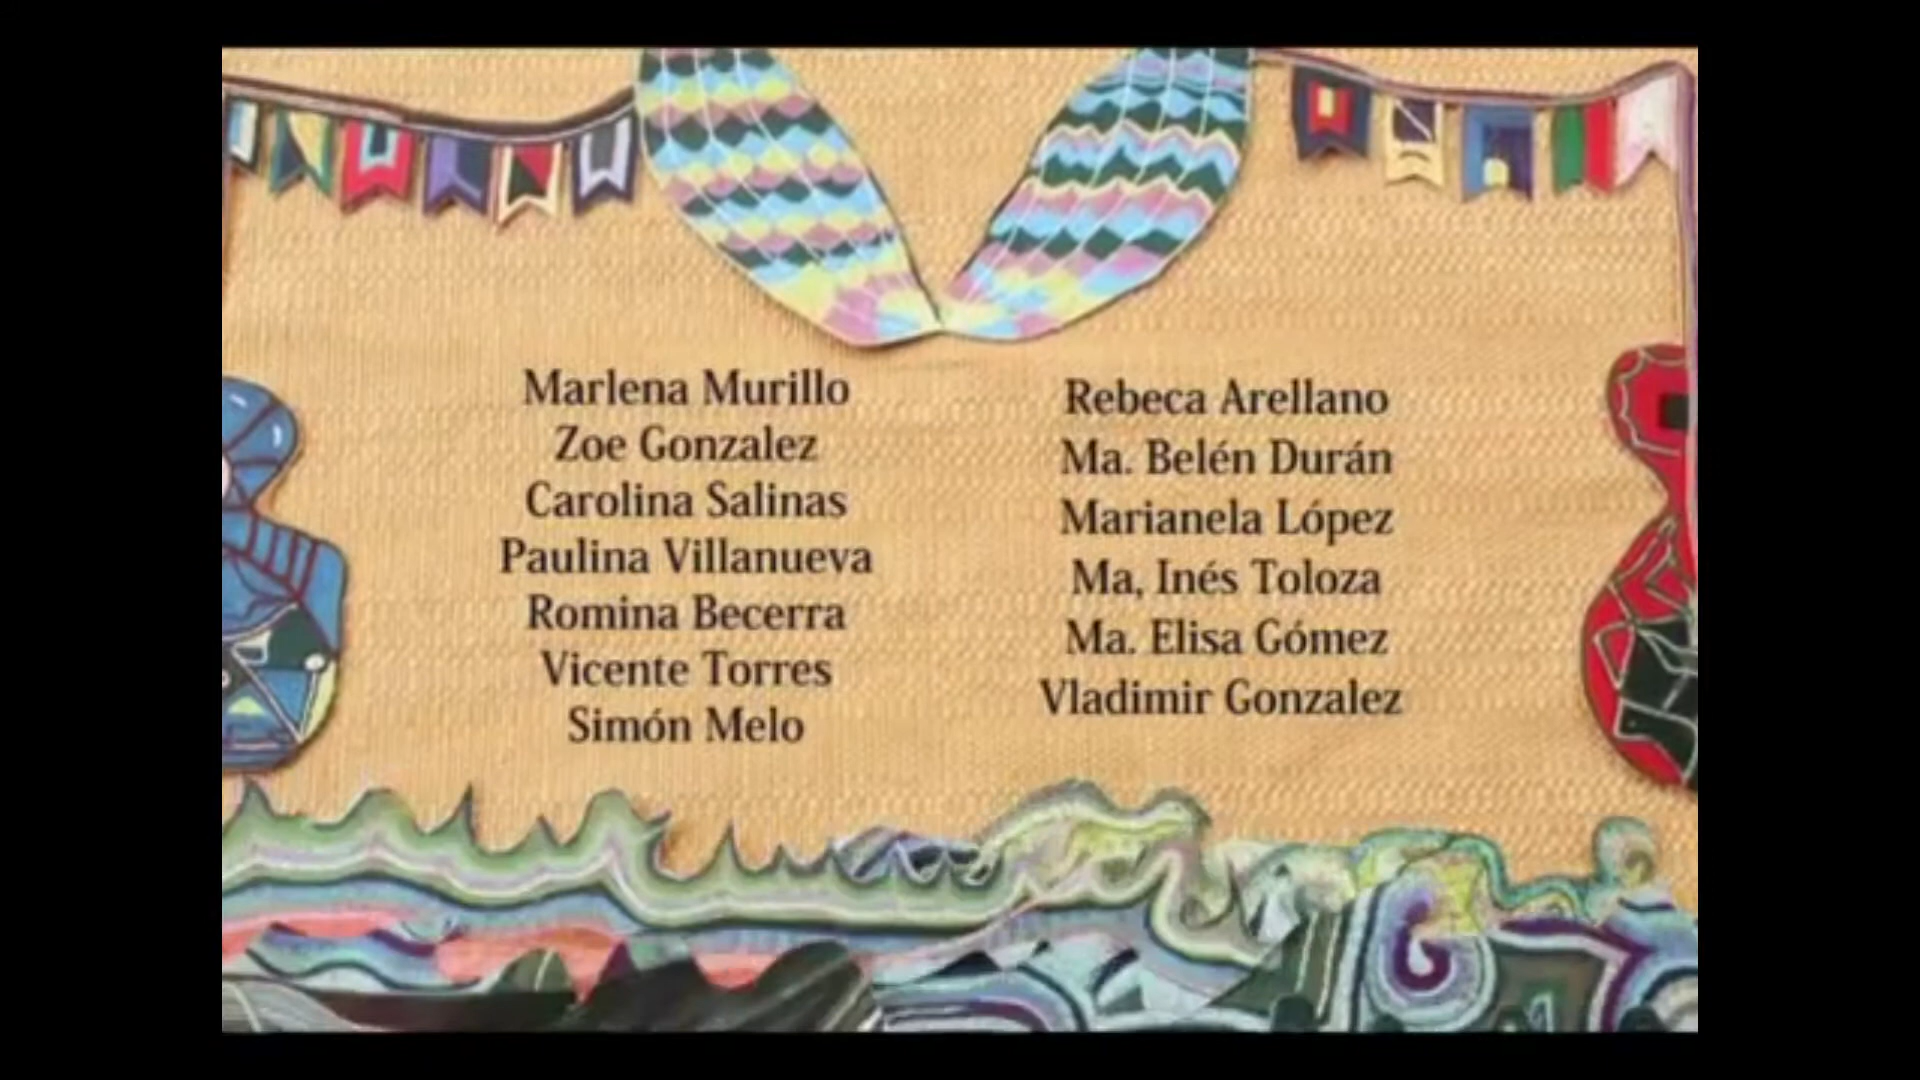 Marlena Murillo
Zoe Gonzalez
Carolina Salinas
Paulina Villanueva
Romina Becerra
Vicente Torres
Simón Melo
Rebeca Arellano
Ma. Belén Durán
Marianela López
Ma, Inés Toloza
Ma. Elisa Gómez
Vladimir Gonzalez